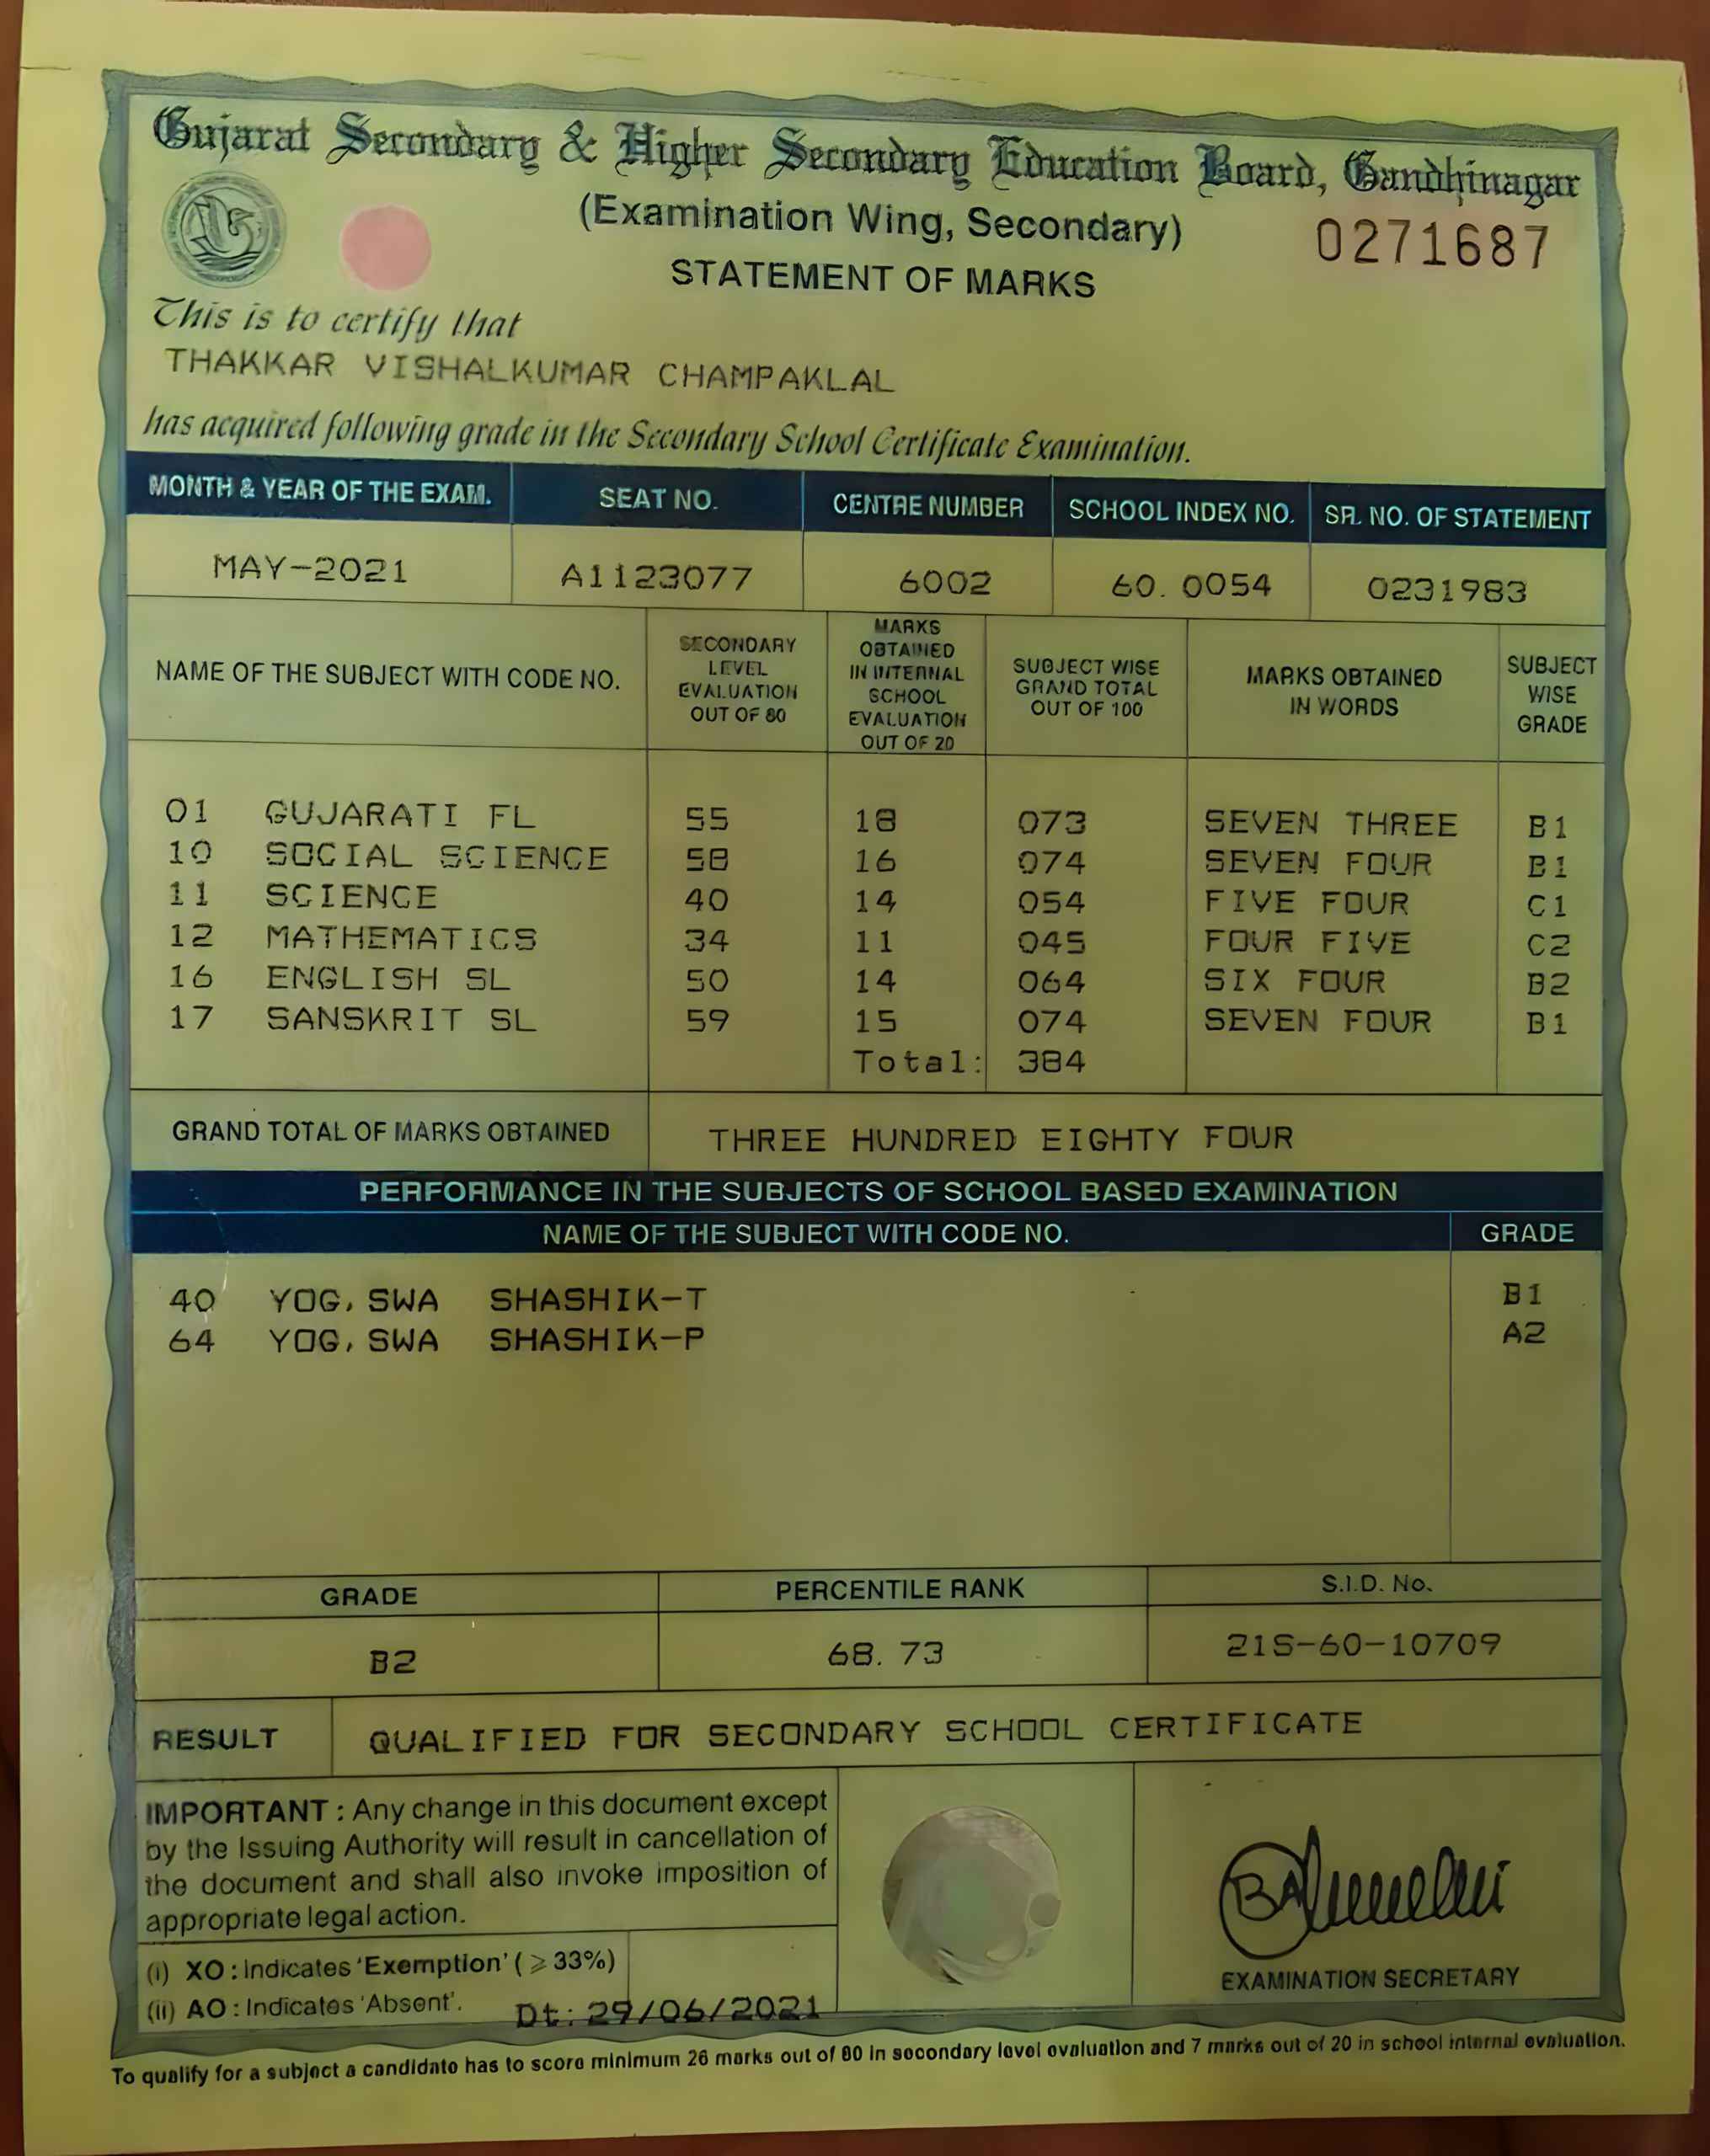 Gujarat Secondary & Higher Secondary Education Board, Gandhinagar
(Examination Wing, Secondary)
0271687
STATEMENT OF MARKS
This is to certify that
THAKKAR VISHALKUMAR CHAMPAKLAL
has acquired following grade in the Secondary School Certificate Examination.
MONTH & YEAR OF THE EXAM. SEAT NO. CENTRE NUMBER SCHOOL INDEX NO. SR. NO. OF STATEMENT
MAY-2021 A1123077 6002 60. 0054 0231983
NAME OF THE SUBJECT WITH CODE NO.
SECONDARY
LEVEL
EVALUATION
OUT OF 80
MARKS
OBTAINED
IN INTERNAL
SCHOOL
EVALUATION
OUT OF 20
SUBJECT WISE
GRAND TOTAL
OUT OF 100
MARKS OBTAINED
IN WORDS
SUBJECT
WISE
GRADE
01 GUJARATI FL 55 18 073 SEVEN THREE B1
10 SOCIAL SCIENCE 58 16 074 SEVEN FOUR B1
11 SCIENCE 40 14 054 FIVE FOUR C1
12 MATHEMATICS 34 11 045 FOUR FIVE C2
16 ENGLISH SL 50 14 064 SIX FOUR B2
17 SANSKRIT SL 59 15 074 SEVEN FOUR B1
Total: 384
GRAND TOTAL OF MARKS OBTAINED THREE HUNDRED EIGHTY FOUR
PERFORMANCE IN THE SUBJECTS OF SCHOOL BASED EXAMINATION
NAME OF THE SUBJECT WITH CODE NO. GRADE
40 YOG, SWA SHASHIK-T B1
64 YOG, SWA SHASHIK-P A2
GRADE PERCENTILE RANK S.I.D. No.
B2 68. 73 21S-60-10709
RESULT QUALIFIED FOR SECONDARY SCHOOL CERTIFICATE
IMPORTANT : Any change in this document except
by the Issuing Authority will result in cancellation of
the document and shall also invoke imposition of
appropriate legal action.
(i) XO : Indicates 'Exemption' ( ≥ 33%)
(ii) AO : Indicates 'Absent'.
Dt: 29/06/2021
EXAMINATION SECRETARY
To qualify for a subject a candidate has to score minimum 26 marks out of 80 in secondary level evaluation and 7 marks out of 20 in school internal evaluation.